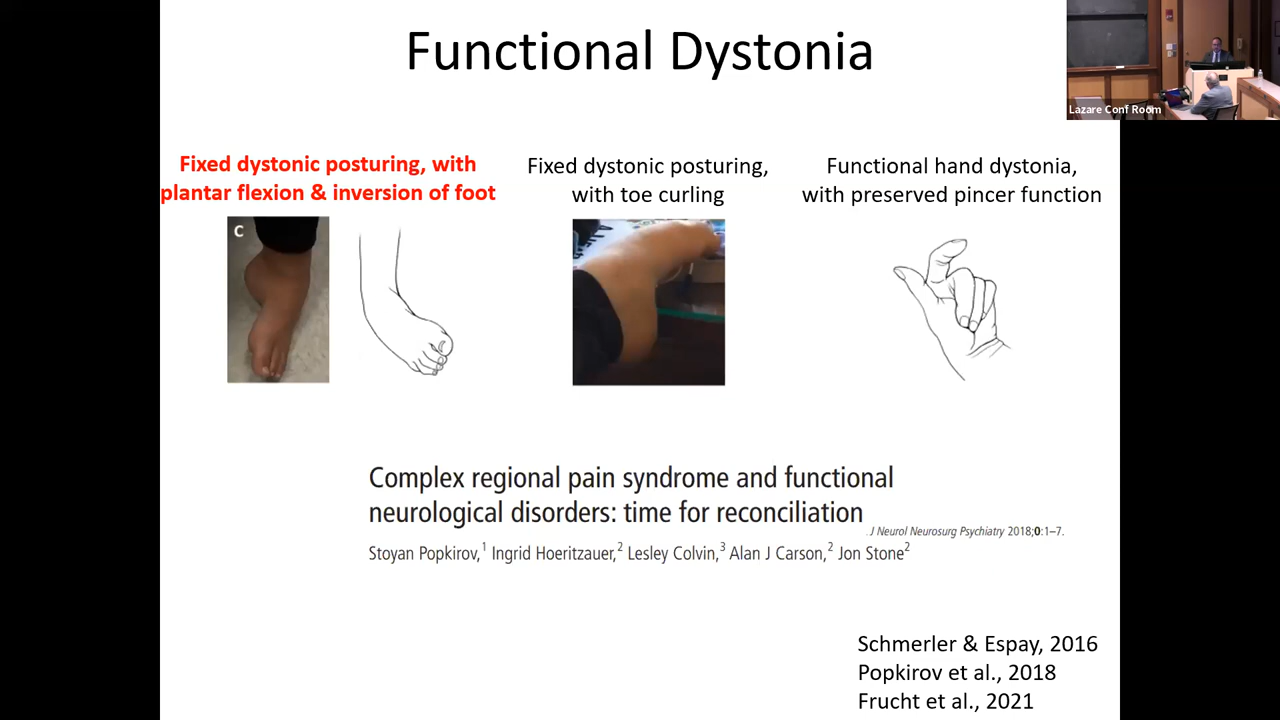 Functional Dystonia
Lazare Conf Room
Fixed dystonic posturing, with
plantar flexion & inversion of foot
Fixed dystonic posturing,
with toe curling
Functional hand dystonia,
with preserved pincer function
C
Complex regional pain syndrome and functional
neurological disorders: time for reconciliation
J Neurol Neurosurg Psychiatry 2018;0:1–7.
Stoyan Popkirov,1 Ingrid Hoeritzauer,2 Lesley Colvin,3 Alan J Carson,2 Jon Stone2
Schmerler & Espay, 2016
Popkirov et al., 2018
Frucht et al., 2021